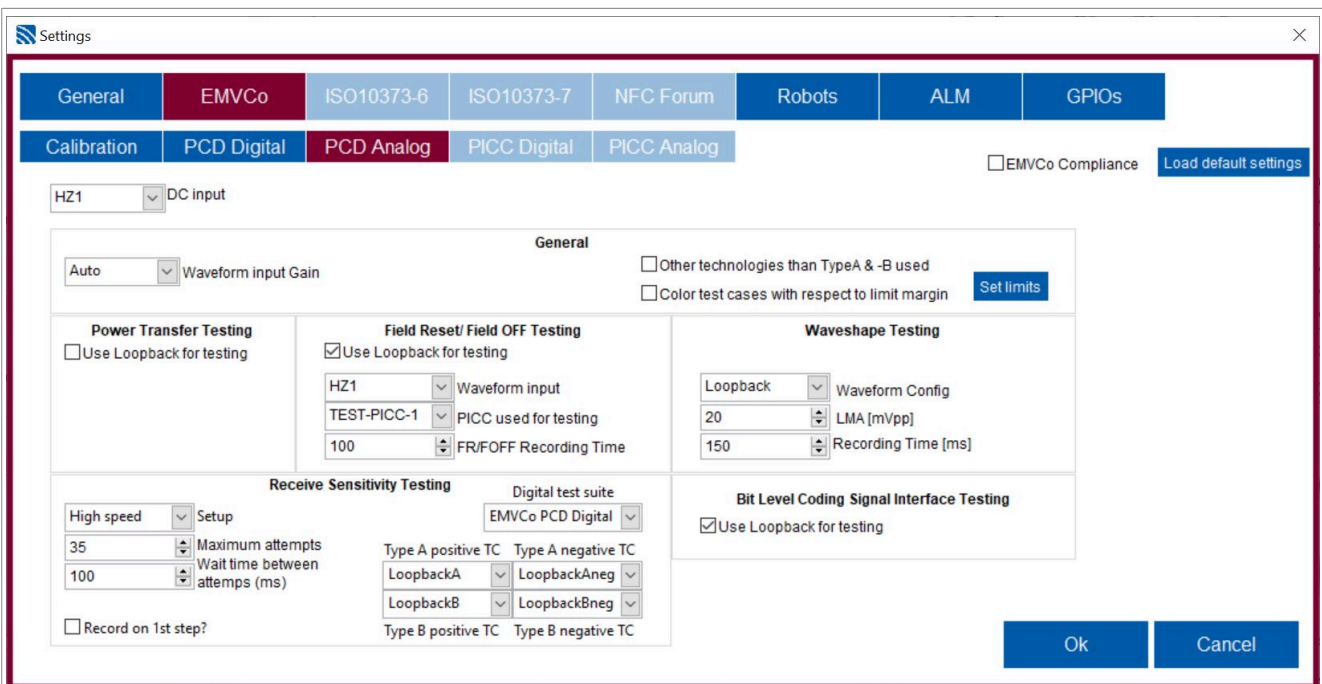 Settings
General EMVCo ISO10373-6 ISO10373-7 NFC Forum Robots ALM GPIOs
Calibration PCD Digital PCD Analog PICC Digital PICC Analog
EMVCo Compliance Load default settings
HZ1 DC input
General
Auto Waveform input Gain
Other technologies than TypeA & -B used
Color test cases with respect to limit margin
Set limits
Power Transfer Testing
Use Loopback for testing
Field Reset/ Field OFF Testing
Use Loopback for testing
HZ1 Waveform input
TEST-PICC-1 PICC used for testing
100 FR/FOFF Recording Time
Waveshape Testing
Loopback Waveform Config
20 LMA [mVpp]
150 Recording Time [ms]
Receive Sensitivity Testing
High speed Setup
35 Maximum attempts
100 Wait time between
attemps (ms)
Record on 1st step?
Digital test suite
EMVCo PCD Digital
Type A positive TC Type A negative TC
LoopbackA LoopbackAneg
LoopbackB LoopbackBneg
Type B positive TC Type B negative TC
Bit Level Coding Signal Interface Testing
Use Loopback for testing
Ok Cancel